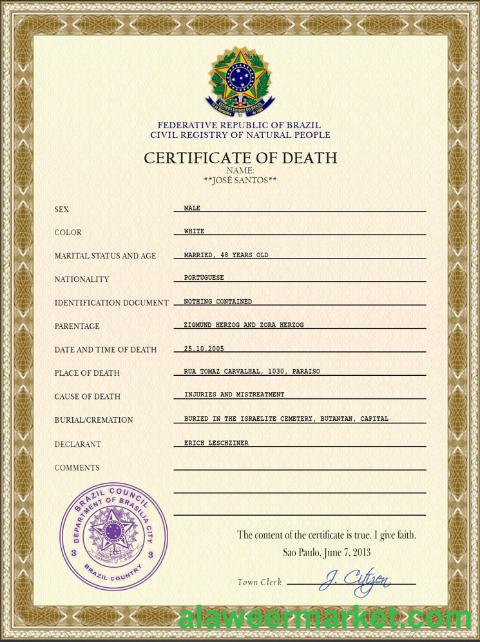 FEDERATIVE REPUBLIC OF BRAZIL
CIVIL REGISTRY OF NATURAL PEOPLE
CERTIFICATE OF DEATH
NAME:
**JOSÉ SANTOS**
SEX MALE
COLOR WHITE
MARITAL STATUS AND AGE MARRIED, 48 YEARS OLD
NATIONALITY PORTUGUESE
IDENTIFICATION DOCUMENT NOTHING CONTAINED
PARENTAGE ZIGMUND HERZOG AND ZORA HERZOG
DATE AND TIME OF DEATH 25.10.2005
PLACE OF DEATH RUA TOMAZ CARVALHAL, 1030, PARAISO
CAUSE OF DEATH INJURIES AND MISTREATMENT
BURIAL/CREMATION BURIED IN THE ISRAELITE CEMETERY, BUTANTAN, CAPITAL
DECLARANT ERICH LESCHZINER
COMMENTS
BRAZIL COUNCIL
DEPARTMENT OF BRASILIA CITY
3 3
BRAZIL COUNTRY
The content of the certificate is true. I give faith.
Sao Paulo, June 7, 2013
Town Clerk J. Citizen
alaweermarket.com